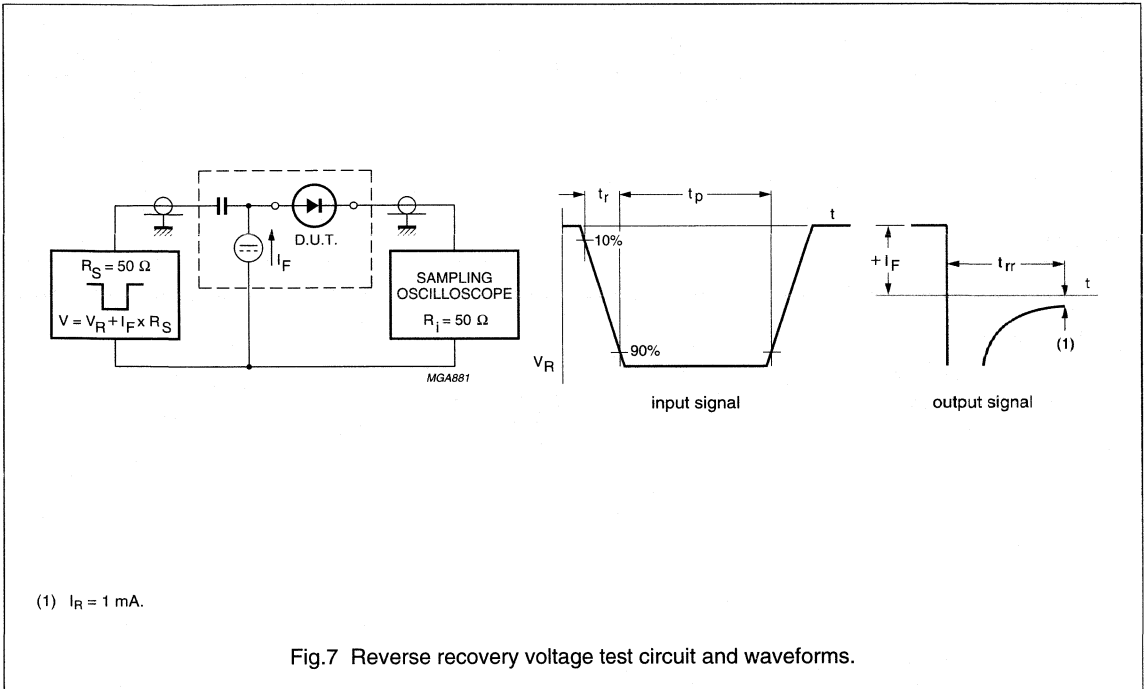 R_S = 50 Ω
V = V_R + I_F x R_S
D.U.T.
I_F
SAMPLING
OSCILLOSCOPE
R_i = 50 Ω
MGA881
t_r
t_p
t
10%
90%
V_R
input signal
+ I_F
t_rr
t
(1)
output signal
(1) I_R = 1 mA.
Fig.7 Reverse recovery voltage test circuit and waveforms.